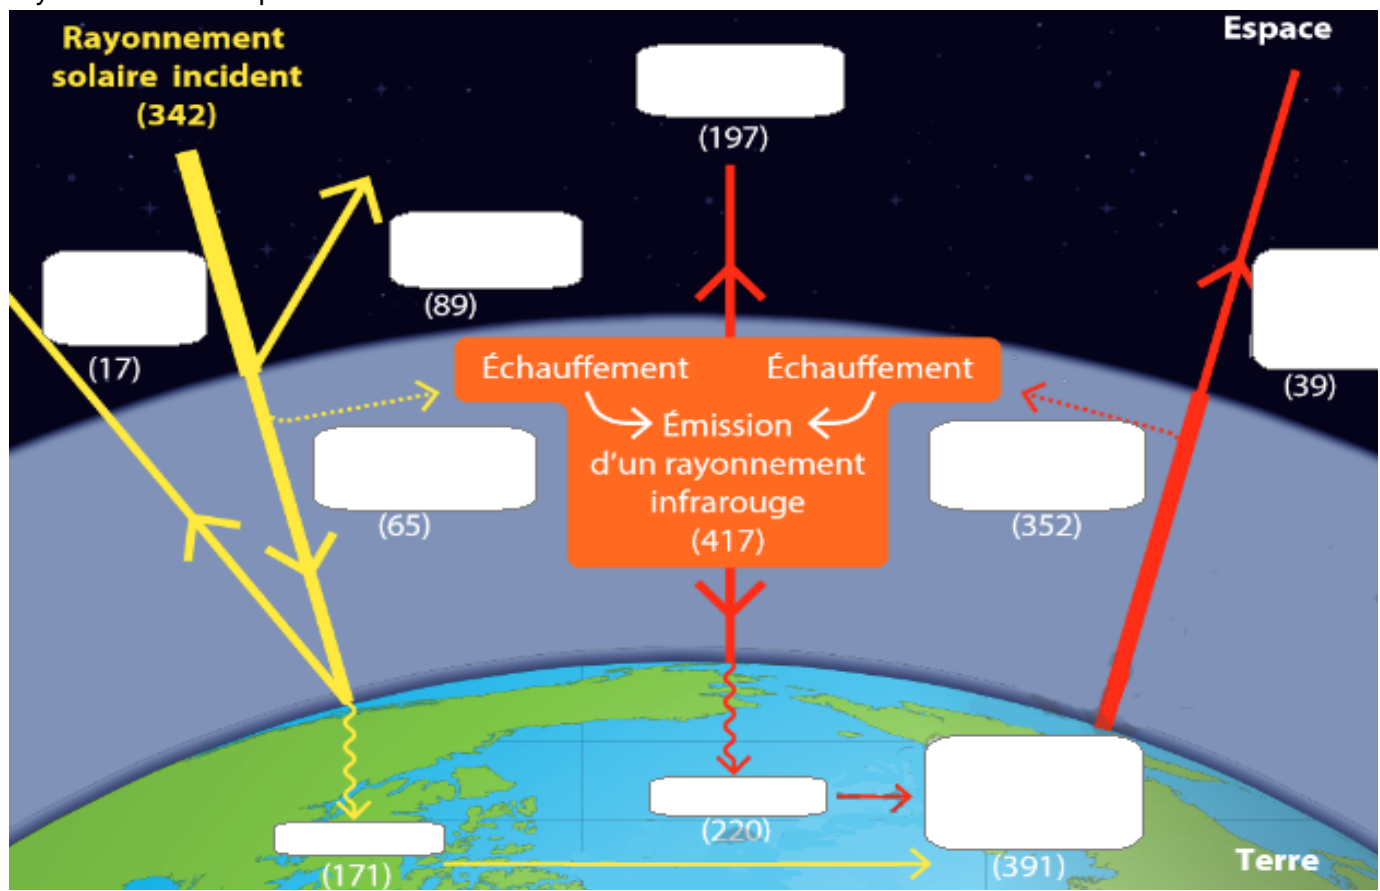 Rayonnement
solaire incident
(342)
Espace
(197)
(89)
(17)
(39)
Échauffement
Échauffement
Émission
d'un rayonnement
infrarouge
(417)
(65)
(352)
(220)
(171)
(391)
Terre